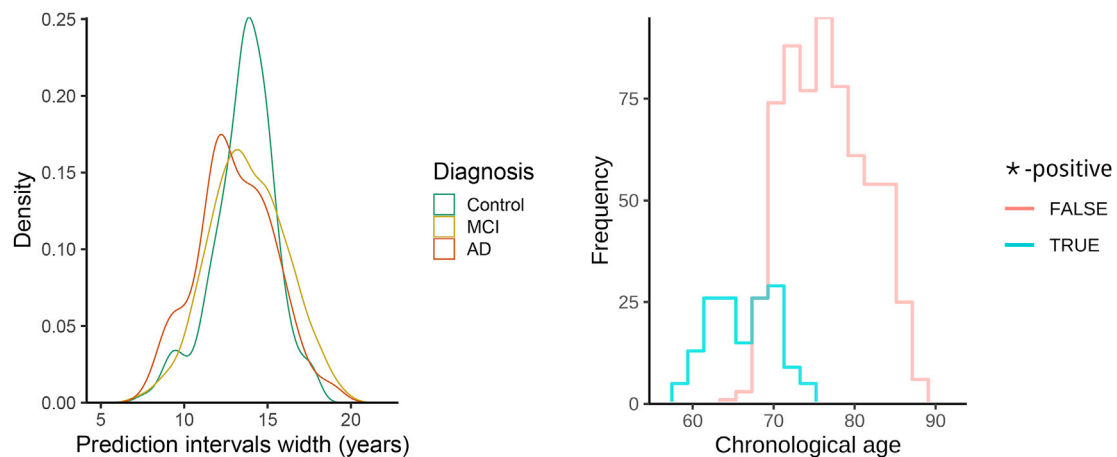 0.25
0.20
0.15
0.10
0.05
0.00
Density
5
10
15
20
Prediction intervals width (years)
Diagnosis
Control
MCI
AD
75
50
25
0
Frequency
60
70
80
90
Chronological age
*-positive
FALSE
TRUE